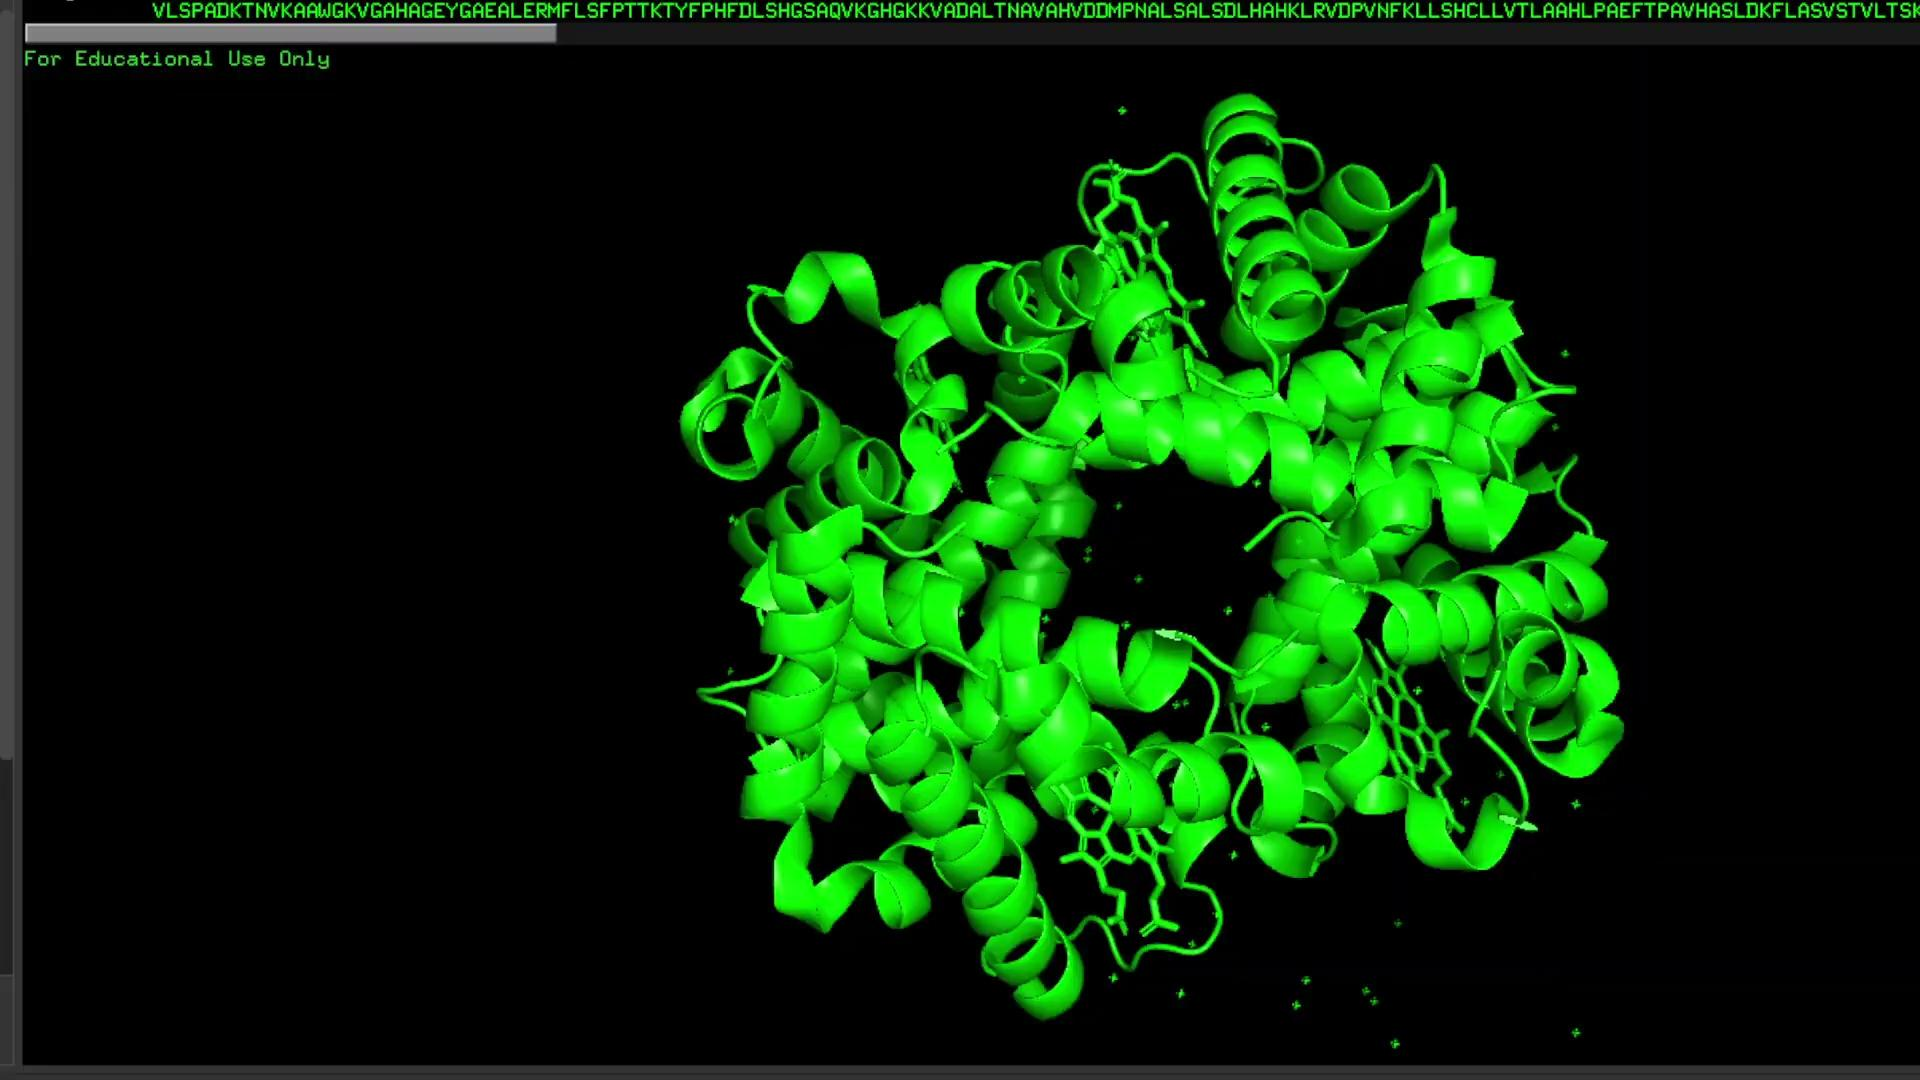 VLSPADKTNVKAAWGKVGAHAGEYGAEALERMFLSFPTTKTYFPHFDLSHGSAQVKGHGKKVADALTNAVAHVDDMPNALSALSDLHAHKLRVDPVNFKLLSHCLLVTLAAHLPAEFTPAVHASLDKFLASVSTVLTSK
For Educational Use Only